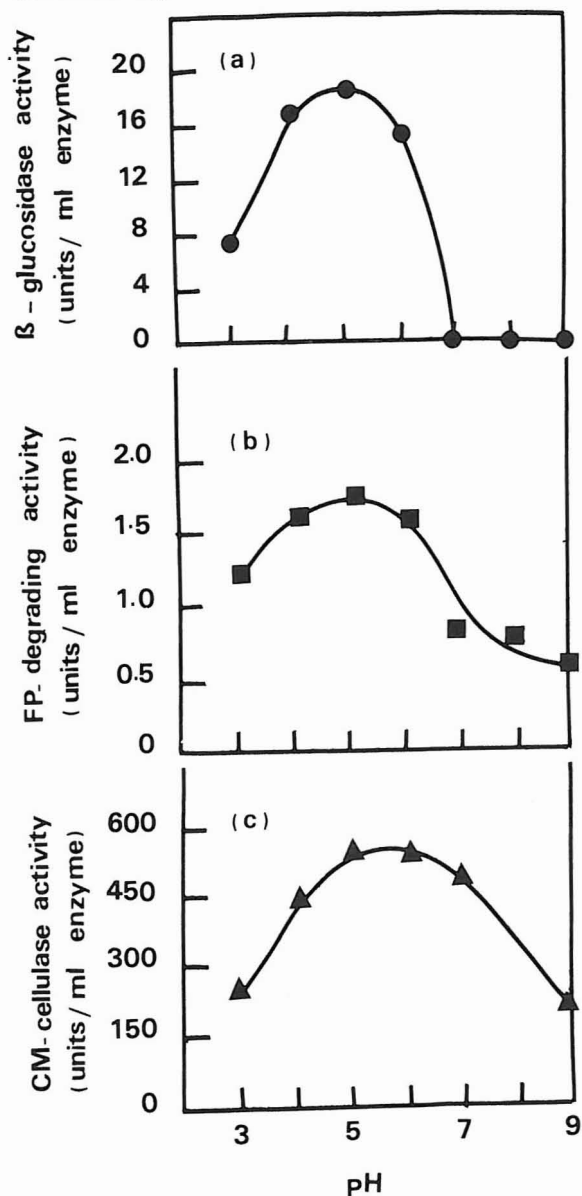 (a)
ß-glucosidase activity
(units/ ml enzyme)
20
16
12
8
4
0
(b)
FP- degrading activity
(units/ ml enzyme)
2.0
1.5
1.0
0.5
0
(c)
CM-cellulase activity
(units/ ml enzyme)
600
450
300
150
0
3 5 7 9
pH